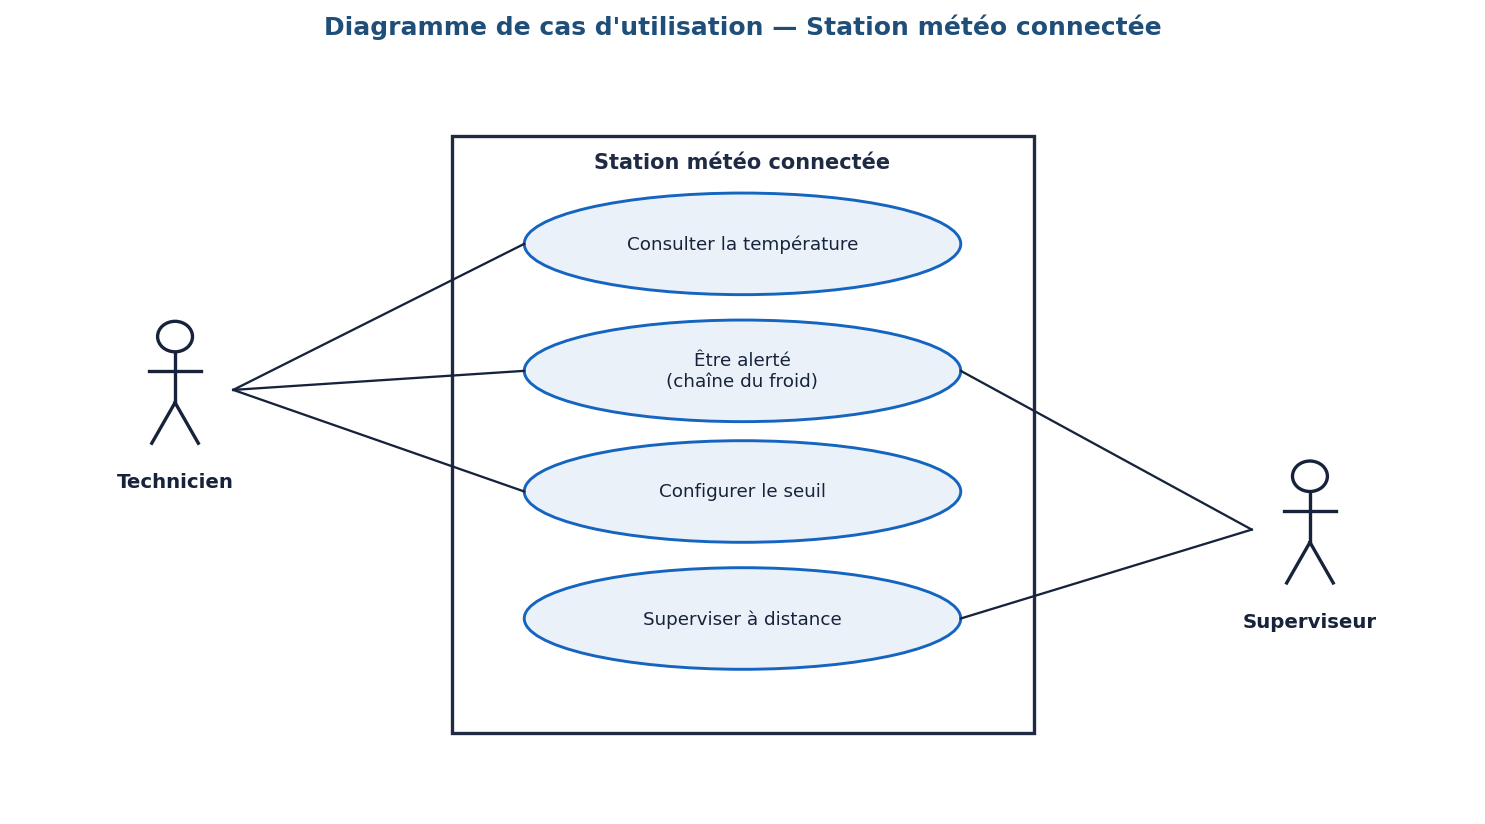 Diagramme de cas d'utilisation — Station météo connectée
Station météo connectée
Consulter la température
Être alerté
(chaîne du froid)
Configurer le seuil
Superviser à distance
Technicien
Superviseur